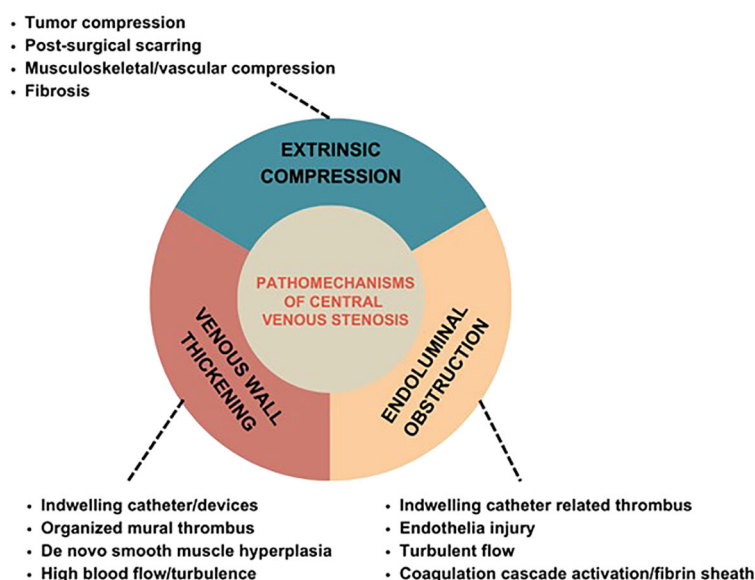 • Tumor compression
• Post-surgical scarring
• Musculoskeletal/vascular compression
• Fibrosis
EXTRINSIC
COMPRESSION
PATHOMECHANISMS
OF CENTRAL
VENOUS STENOSIS
VENOUS WALL
THICKENING
ENDOLUMINAL
OBSTRUCTION
• Indwelling catheter/devices
• Organized mural thrombus
• De novo smooth muscle hyperplasia
• High blood flow/turbulence
• Indwelling catheter related thrombus
• Endothelia injury
• Turbulent flow
• Coagulation cascade activation/fibrin sheath